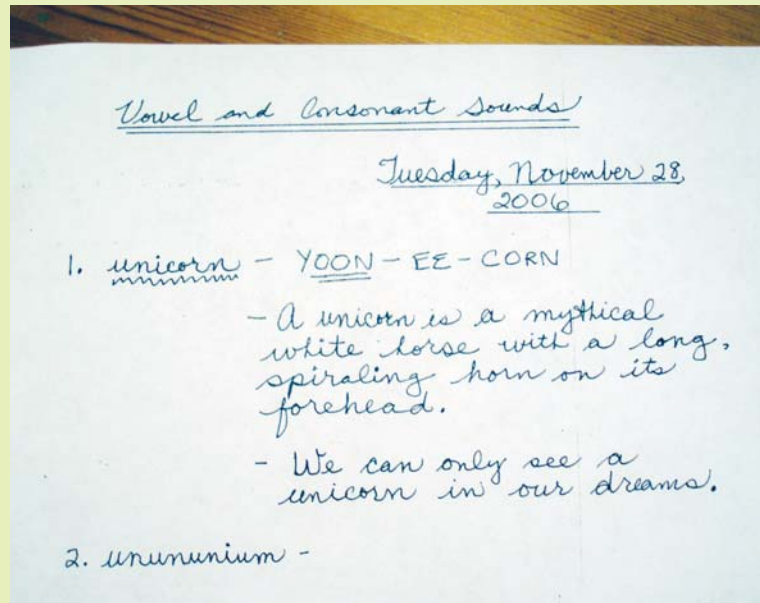 Vowel and Consonant Sounds
Tuesday, November 28,
2006
1. unicorn - YOON-EE-CORN
- A unicorn is a mythical
white horse with a long,
spiraling horn on its
forehead.
- We can only see a
unicorn in our dreams.
2. unununium -